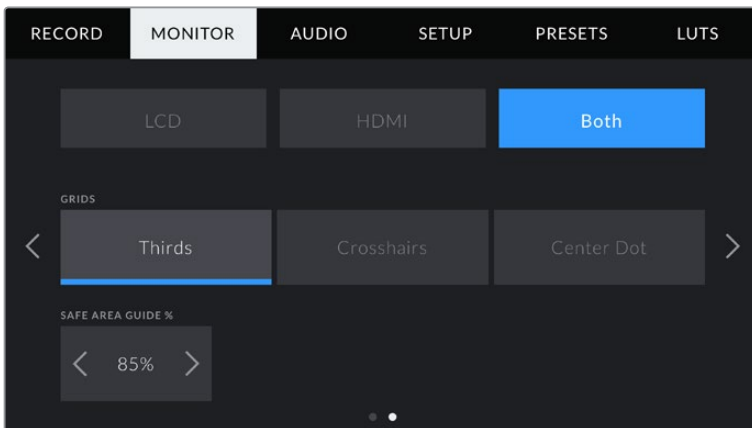 RECORD MONITOR AUDIO SETUP PRESETS LUTS
LCD HDMI Both
GRIDS
Thirds Crosshairs Center Dot
SAFE AREA GUIDE %
85%